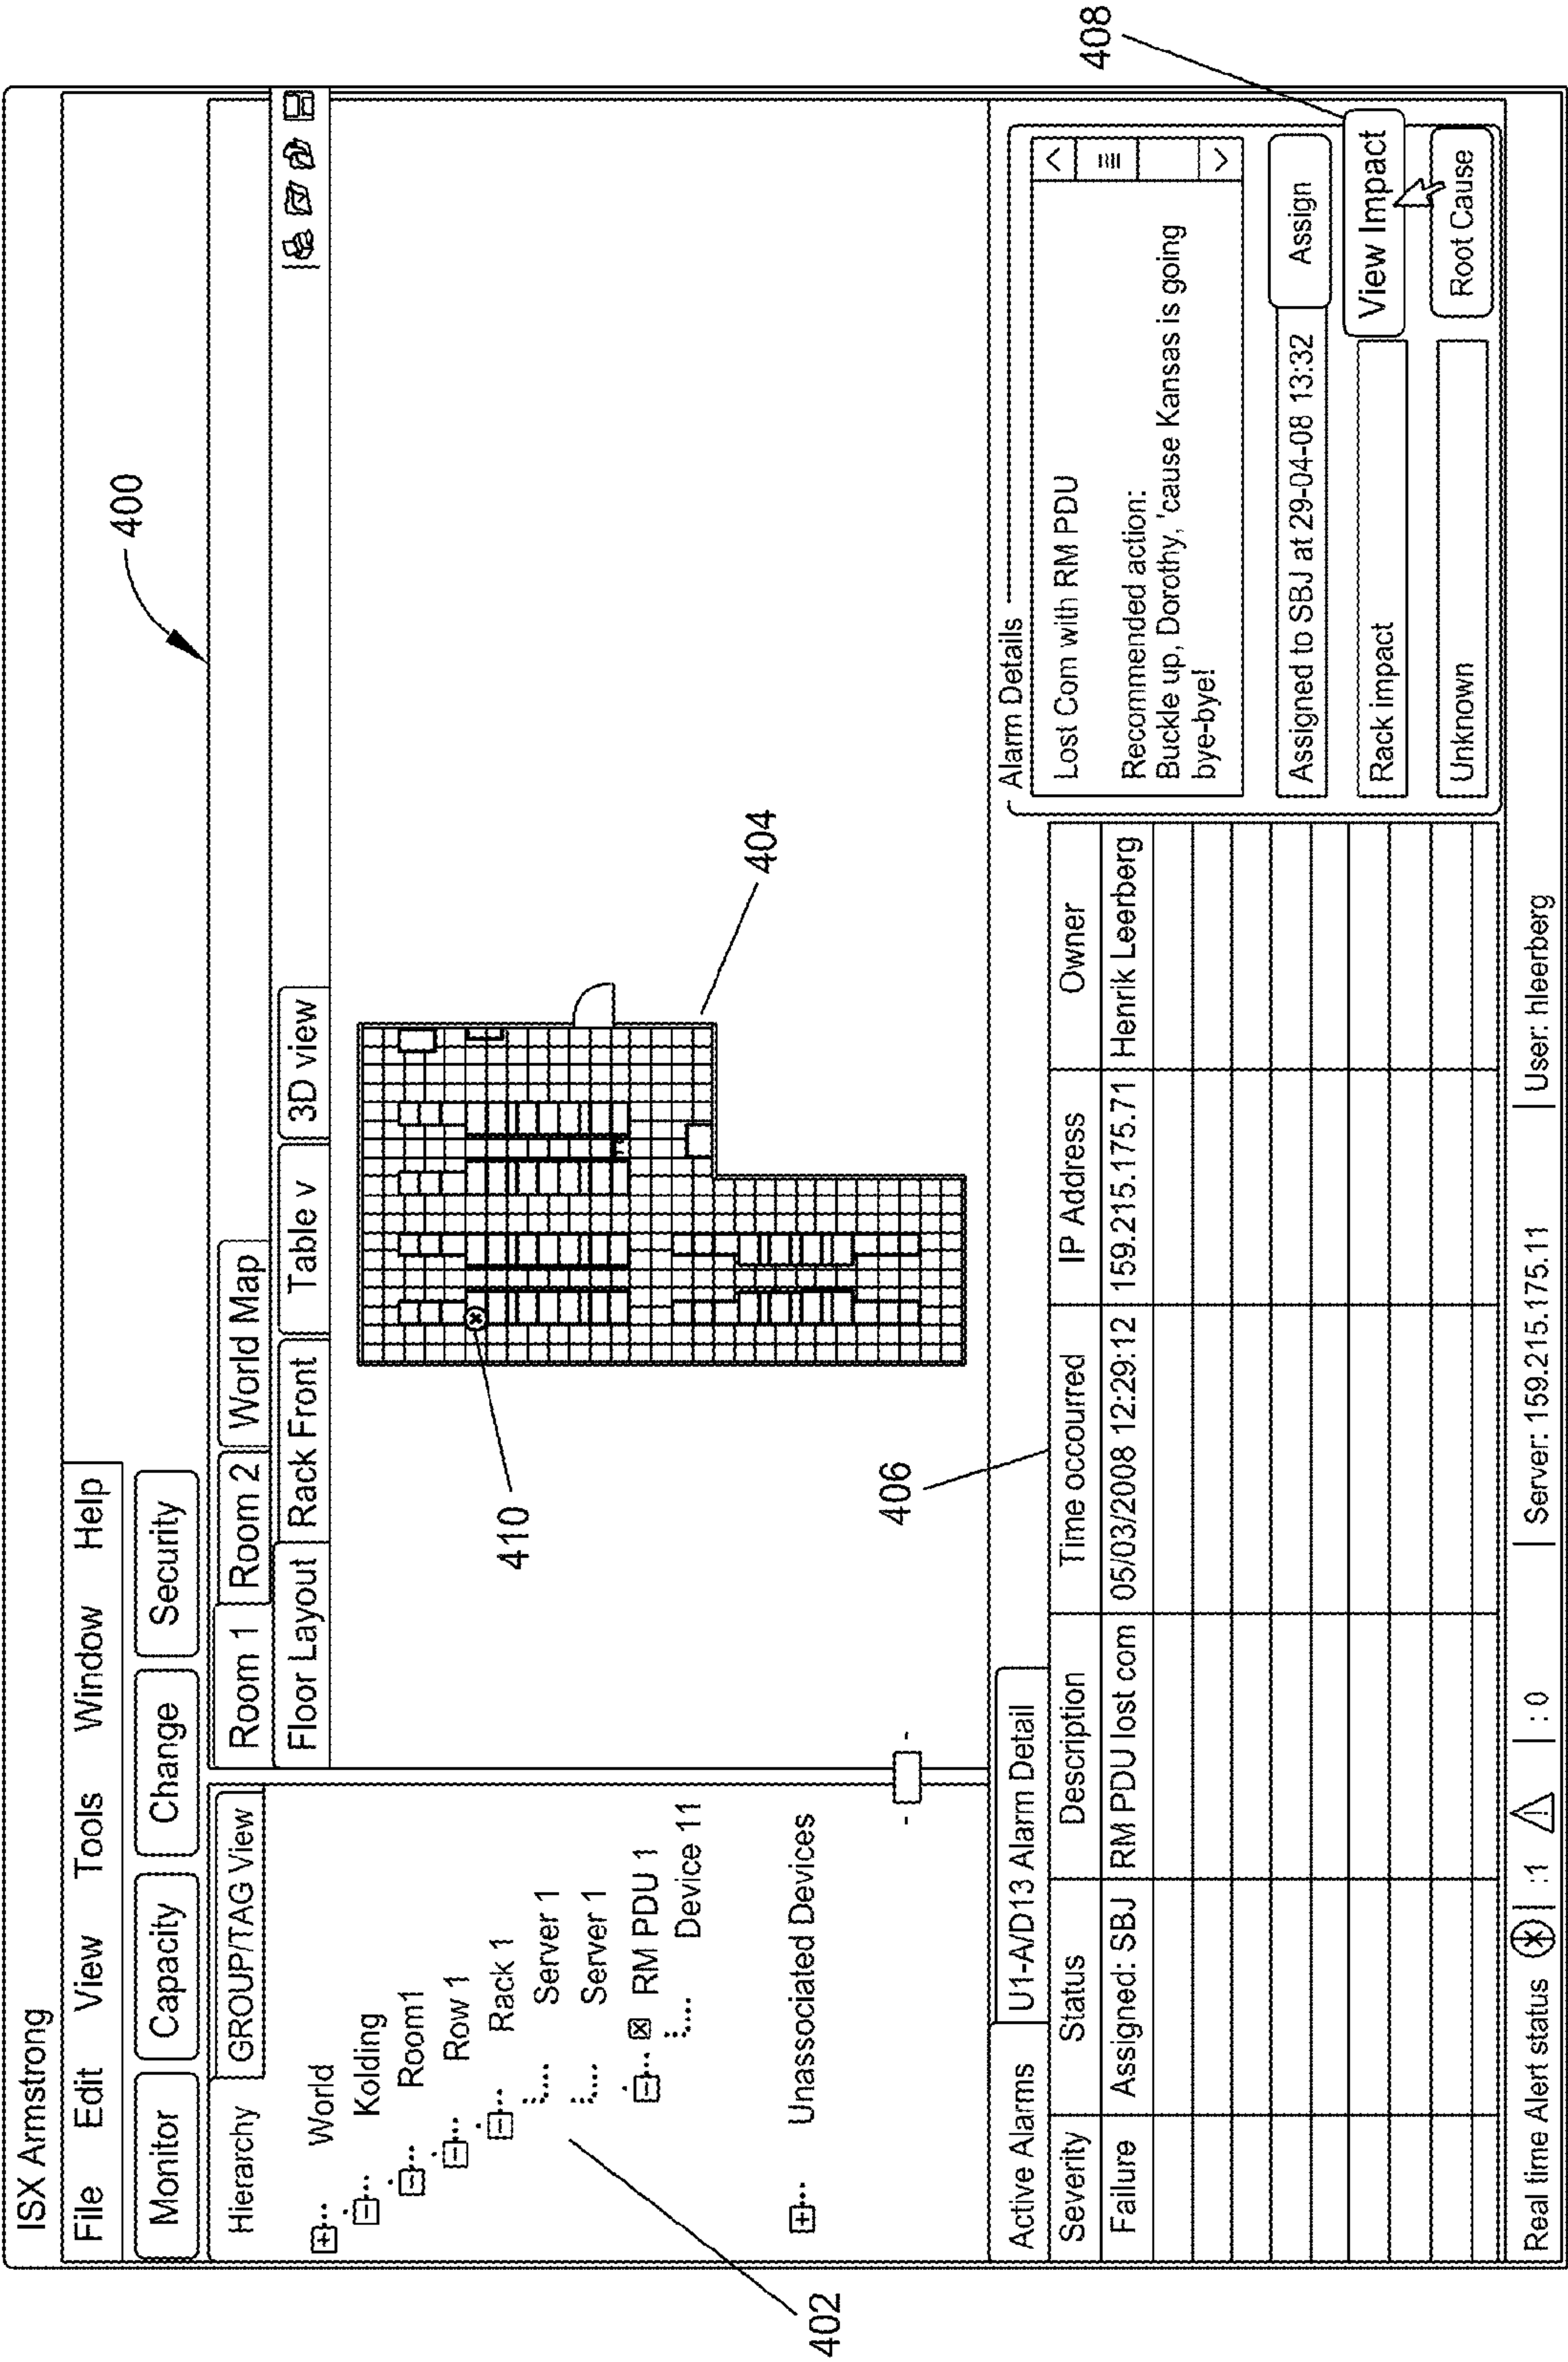 ISX Armstrong
File Edit View Tools Window Help
Monitor Capacity Change Security
400
Hierarchy GROUP/TAG View
World
Kolding
Room1
Row 1
Rack 1
Server 1
Server 1
RM PDU 1
Device 11
Unassociated Devices
402
Room 1 Room 2 World Map
Floor Layout Rack Front Table v 3D view
410
404
406
Active Alarms U1-A/D13 Alarm Detail
Severity Status Description Time occourred IP Address Owner
Failure Assigned: SBJ RM PDU lost com 05/03/2008 12:29:12 159.215.175.71 Henrik Leerberg
Alarm Details
Lost Com with RM PDU
Recommended action:
Buckle up, Dorothy, 'cause Kansas is going
bye-bye!
Assigned to SBJ at 29-04-08 13:32 Assign
Rack impact View Impact
Unknown Root Cause
408
Real time Alert status :1 : 0 Server: 159.215.175.11 User: hleerberg